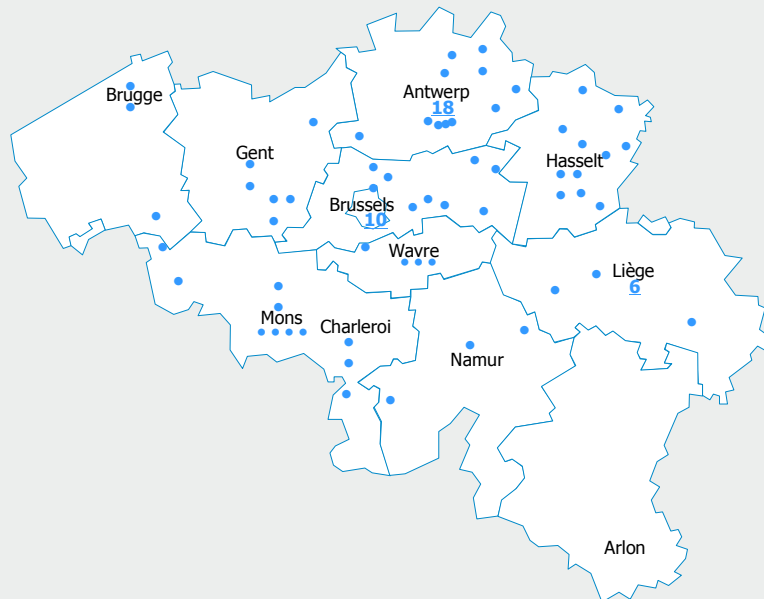 Brugge
Antwerp
18
Gent
Hasselt
Brussels
10
Wavre
Liège
6
Mons
Charleroi
Namur
Arlon